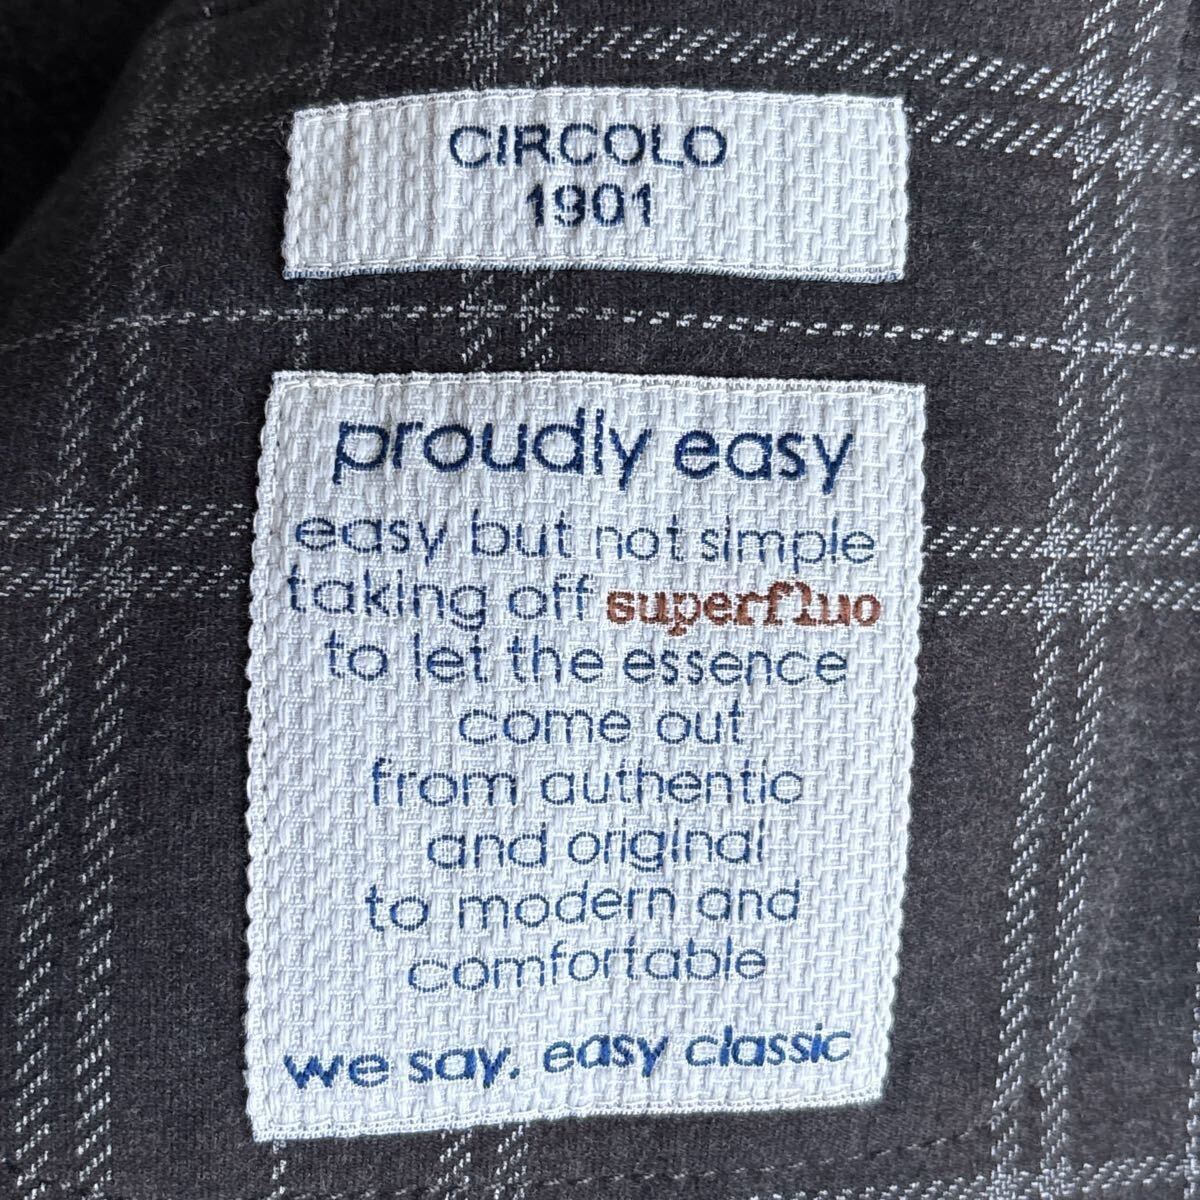 CIRCOLO
1901
proudly easy
easy but not simple
taking off superfluo
to let the essence
come out
from authentic
and original
to modern and
comfortable
we say, easy classic